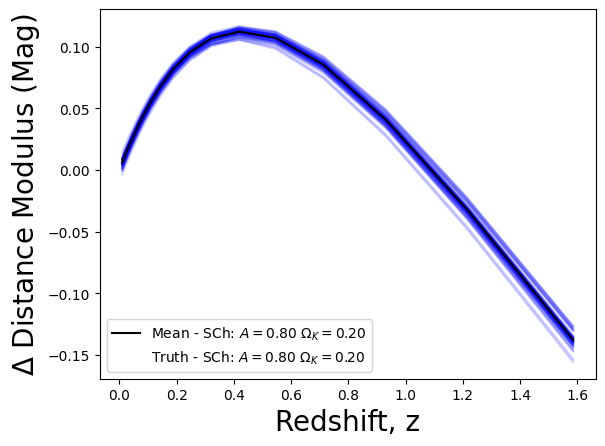 Δ Distance Modulus (Mag)
0.10
0.05
0.00
−0.05
−0.10
−0.15
Mean - SCh: A = 0.80 Ω_K = 0.20
Truth - SCh: A = 0.80 Ω_K = 0.20
0.0 0.2 0.4 0.6 0.8 1.0 1.2 1.4 1.6
Redshift, z